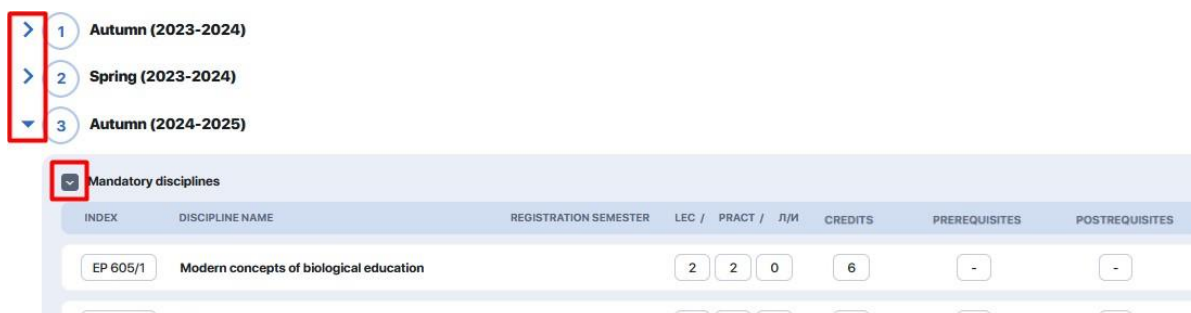 1 Autumn (2023-2024)
2 Spring (2023-2024)
3 Autumn (2024-2025)
Mandatory disciplines
INDEX DISCIPLINE NAME REGISTRATION SEMESTER LEC / PRACT / Л/И CREDITS PREREQUISITES POSTREQUISITES
EP 605/1 Modern concepts of biological education 2 2 0 6 - -